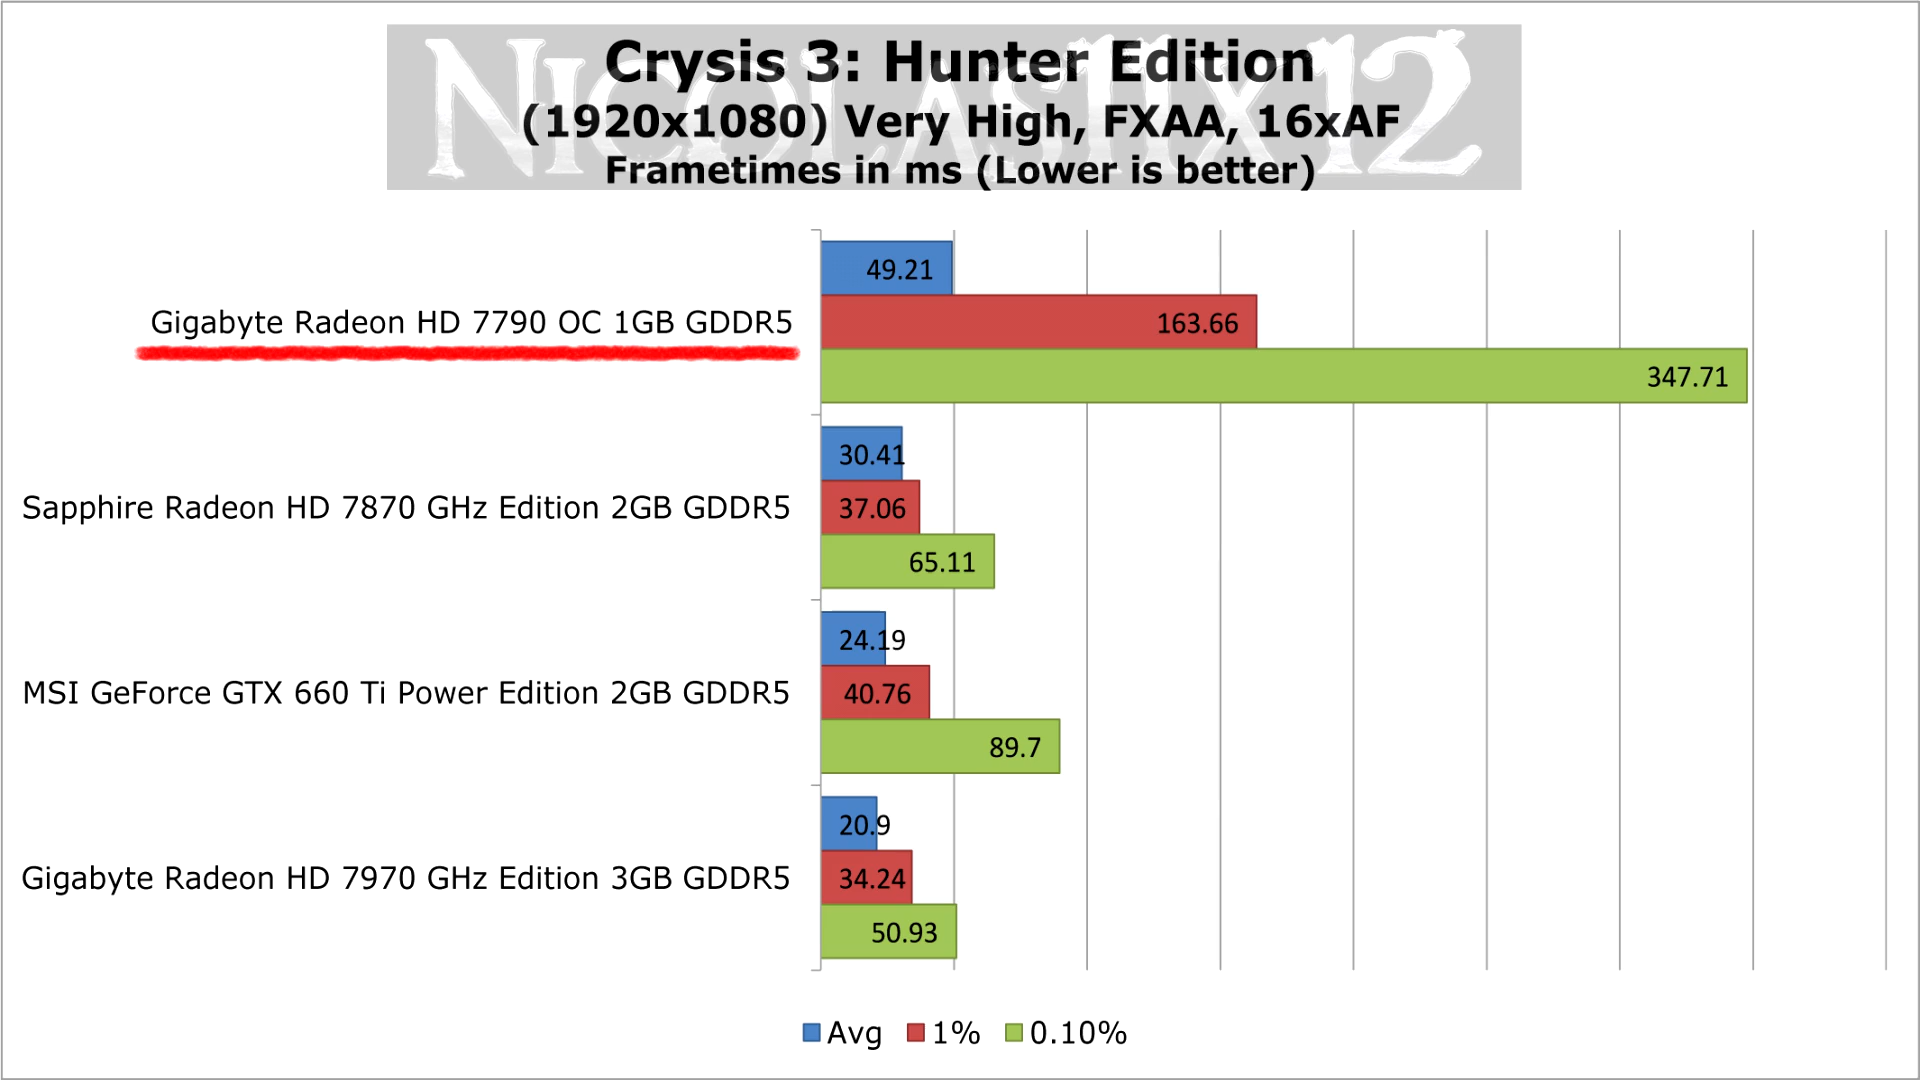 Nicolas11x12
Crysis 3: Hunter Edition
(1920x1080) Very High, FXAA, 16xAF
Frametimes in ms (Lower is better)
49.21
Gigabyte Radeon HD 7790 OC 1GB GDDR5
163.66
347.71
30.41
Sapphire Radeon HD 7870 GHz Edition 2GB GDDR5
37.06
65.11
24.19
MSI GeForce GTX 660 Ti Power Edition 2GB GDDR5
40.76
89.7
20.9
Gigabyte Radeon HD 7970 GHz Edition 3GB GDDR5
34.24
50.93
Avg 1% 0.10%